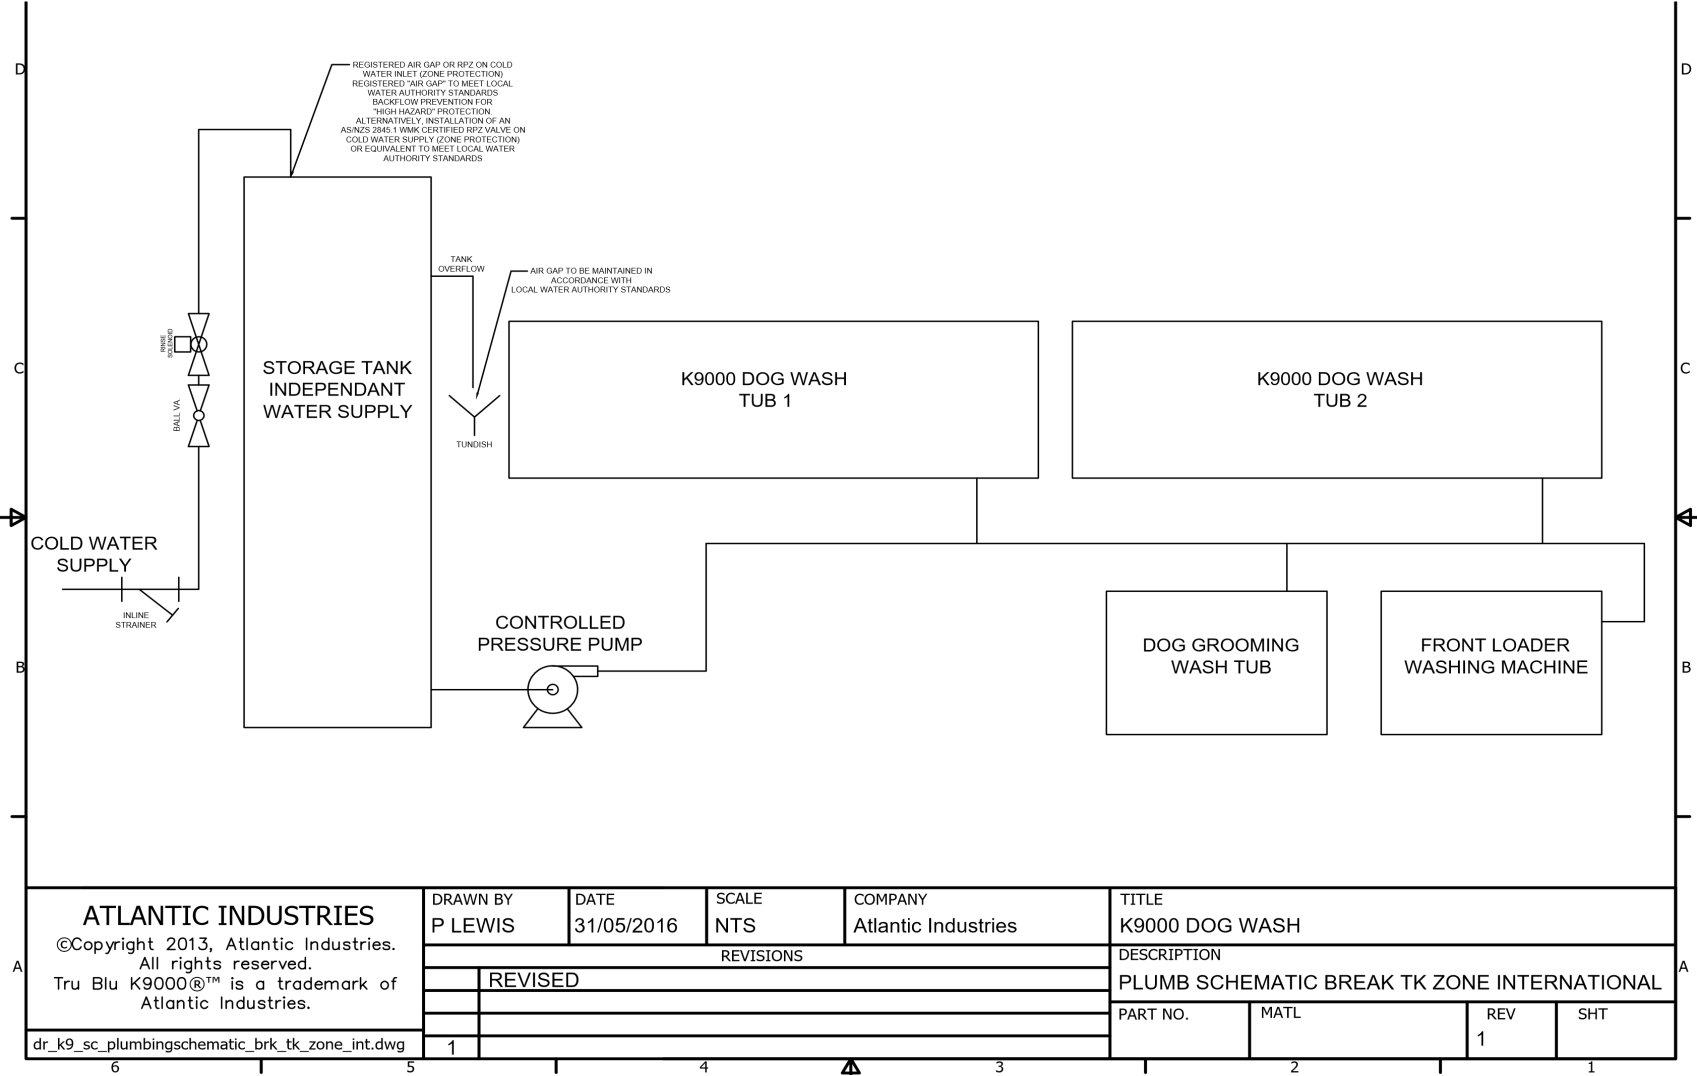 D
D
REGISTERED AIR GAP OR RPZ ON COLD
WATER INLET (ZONE PROTECTION)
REGISTERED "AIR GAP" TO MEET LOCAL
WATER AUTHORITY STANDARDS
BACKFLOW PREVENTION FOR
"HIGH HAZARD" PROTECTION.
ALTERNATIVELY, INSTALLATION OF AN
AS/NZS 2845.1 WMK CERTIFIED RPZ VALVE ON
COLD WATER SUPPLY (ZONE PROTECTION)
OR EQUIVALENT TO MEET LOCAL WATER
AUTHORITY STANDARDS
TANK
OVERFLOW
AIR GAP TO BE MAINTAINED IN
ACCORDANCE WITH
LOCAL WATER AUTHORITY STANDARDS
RINSE
SOLENOID
BALL VA.
C
C
STORAGE TANK
INDEPENDANT
WATER SUPPLY
TUNDISH
K9000 DOG WASH
TUB 1
K9000 DOG WASH
TUB 2
COLD WATER
SUPPLY
INLINE
STRAINER
CONTROLLED
PRESSURE PUMP
DOG GROOMING
WASH TUB
FRONT LOADER
WASHING MACHINE
B
B
ATLANTIC INDUSTRIES
©Copyright 2013, Atlantic Industries.
All rights reserved.
Tru Blu K9000®™ is a trademark of
Atlantic Industries.
dr_k9_sc_plumbingschematic_brk_tk_zone_int.dwg
DRAWN BY
P LEWIS
DATE
31/05/2016
SCALE
NTS
COMPANY
Atlantic Industries
TITLE
K9000 DOG WASH
REVISIONS
REVISED
1
DESCRIPTION
PLUMB SCHEMATIC BREAK TK ZONE INTERNATIONAL
PART NO.
MATL
REV
1
SHT
A
A
6
5
4
3
2
1